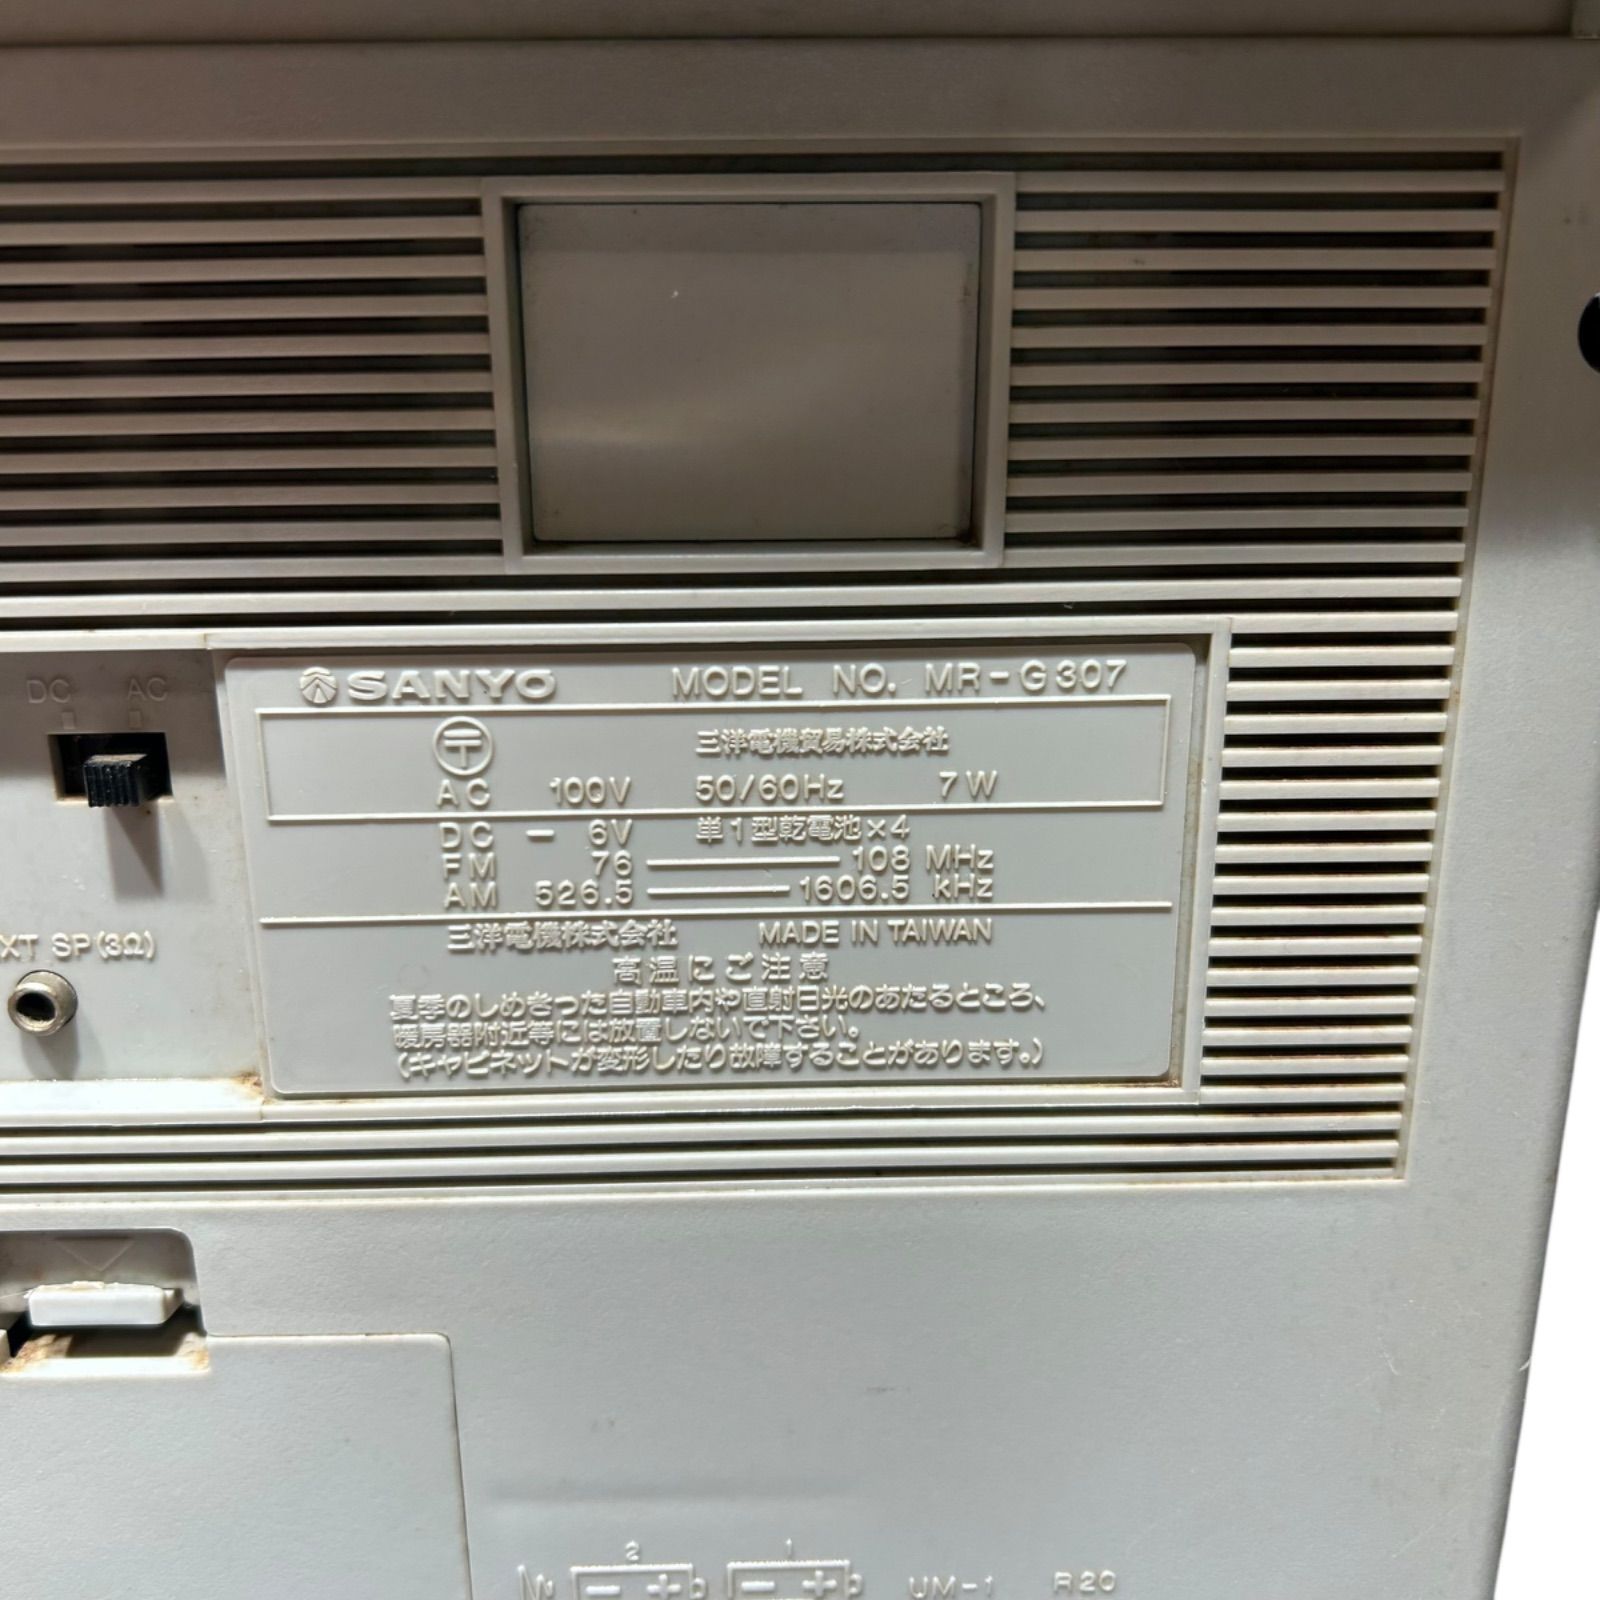 SANYO MODEL NO. MR-G307
〒 三洋電機貿易株式会社
AC 100V 50/60Hz 7W
DC - 6V 単1型乾電池×4
FM 76 — 108 MHz
AM 526.5 — 1606.5 kHz
三洋電機株式会社 MADE IN TAIWAN
高温にご注意
夏季のしめきった自動車内や直射日光のあたるところ、
暖房器附近等には放置しないで下さい。
(キャビネットが変形したり故障することがあります。)
DC AC
XT SP(3Ω)
2 1
- + - + UM-1 R20